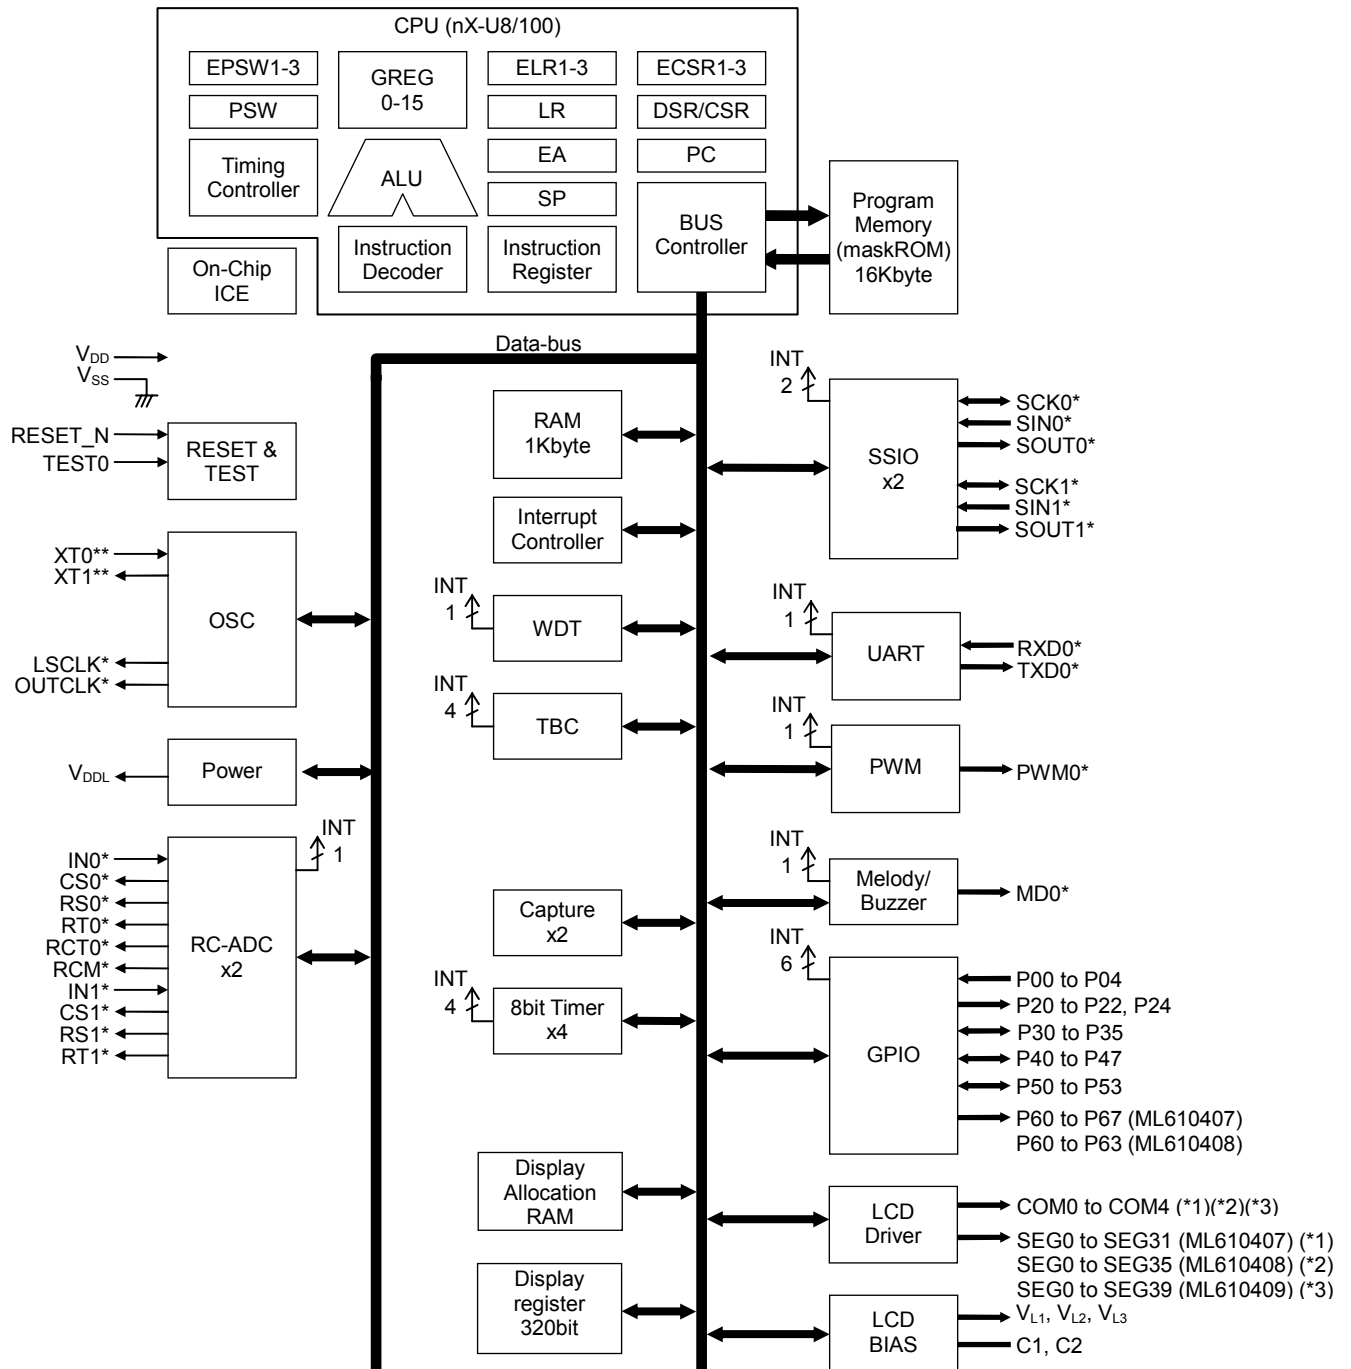 CPU (nX-U8/100)
EPSW1-3
GREG
0-15
ELR1-3
ECSR1-3
PSW
LR
DSR/CSR
Timing
Controller
ALU
EA
PC
SP
BUS
Controller
Program
Memory
(maskROM)
16Kbyte
On-Chip
ICE
Instruction
Decoder
Instruction
Register
Data-bus
VDD
VSS
RESET_N
TEST0
RESET &
TEST
XT0**
XT1**
LSCLK*
OUTCLK*
OSC
VDDL
Power
INT
1
IN0*
CS0*
RS0*
RT0*
RCT0*
RCM*
IN1*
CS1*
RS1*
RT1*
RC-ADC
x2
RAM
1Kbyte
Interrupt
Controller
INT
1
WDT
INT
4
TBC
Capture
x2
INT
4
8bit Timer
x4
Display
Allocation
RAM
Display
register
320bit
INT
2
SSIO
x2
SCK0*
SIN0*
SOUT0*
SCK1*
SIN1*
SOUT1*
INT
1
UART
RXD0*
TXD0*
INT
1
PWM
PWM0*
INT
1
Melody/
Buzzer
MD0*
INT
6
GPIO
P00 to P04
P20 to P22, P24
P30 to P35
P40 to P47
P50 to P53
P60 to P67 (ML610407)
P60 to P63 (ML610408)
LCD
Driver
COM0 to COM4 (*1)(*2)(*3)
SEG0 to SEG31 (ML610407) (*1)
SEG0 to SEG35 (ML610408) (*2)
SEG0 to SEG39 (ML610409) (*3)
LCD
BIAS
VL1, VL2, VL3
C1, C2